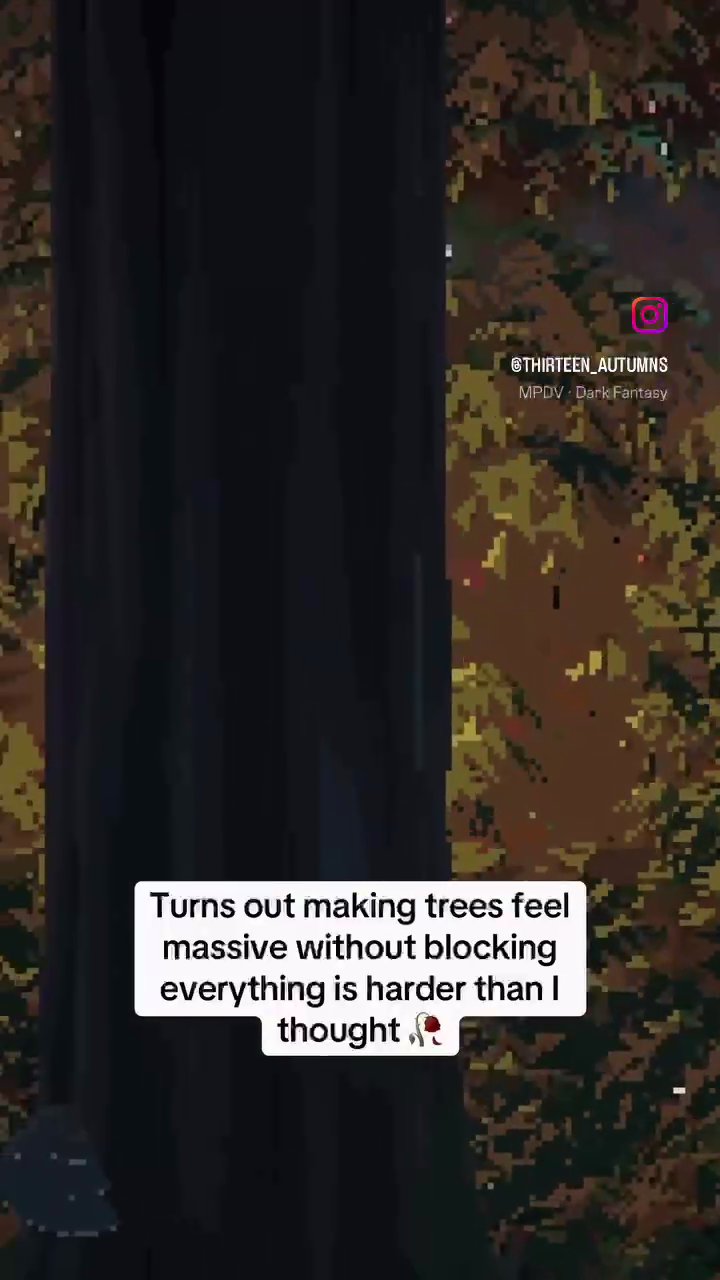 @THIRTEEN_AUTUMNS
MPDV · Dark Fantasy
Turns out making trees feel
massive without blocking
everything is harder than I
thought 🥀